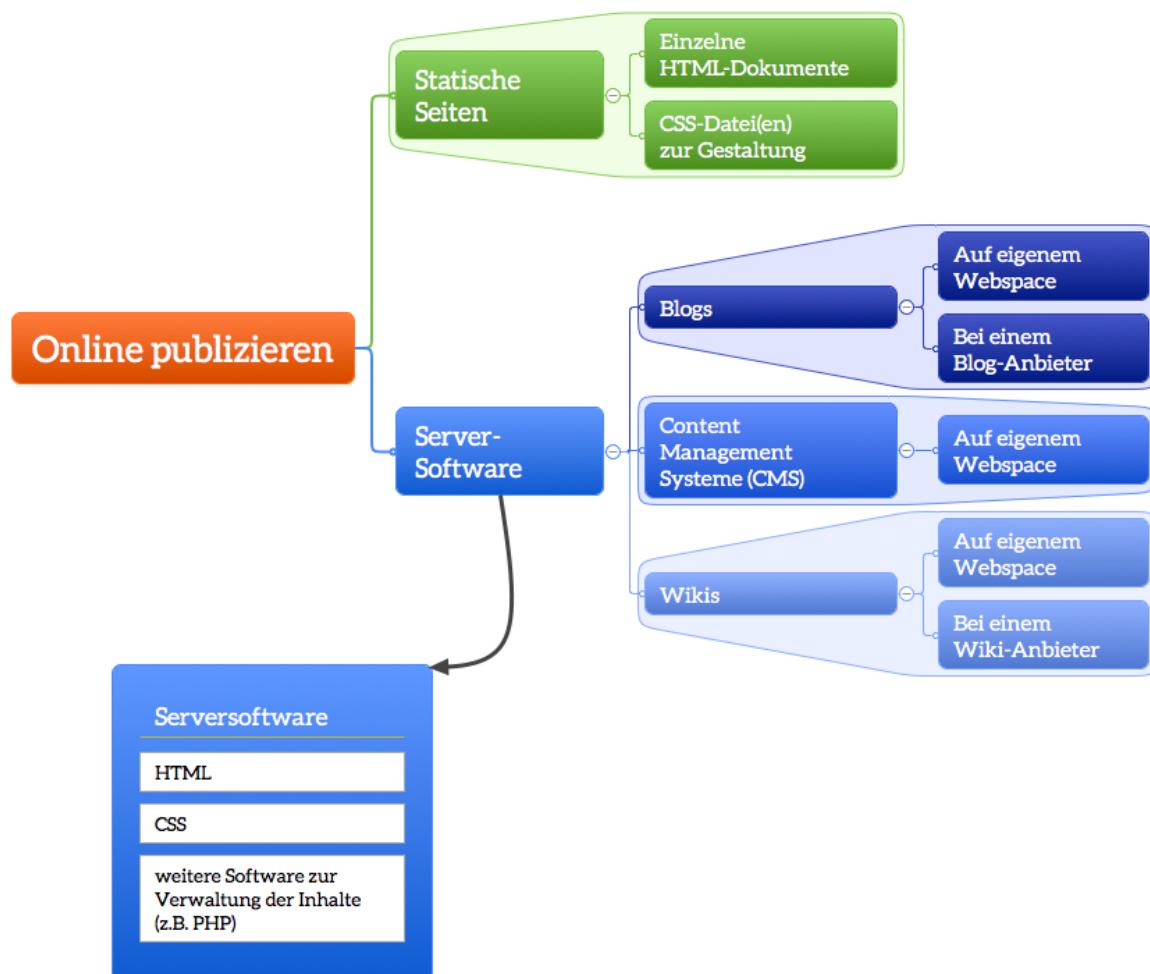 Online publizieren
Statische
Seiten
Einzelne
HTML-Dokumente
CSS-Datei(en)
zur Gestaltung
Server-
Software
Blogs
Auf eigenem
Webspace
Bei einem
Blog-Anbieter
Content
Management
Systeme (CMS)
Auf eigenem
Webspace
Wikis
Auf eigenem
Webspace
Bei einem
Wiki-Anbieter
Serversoftware
HTML
CSS
weitere Software zur
Verwaltung der Inhalte
(z.B. PHP)